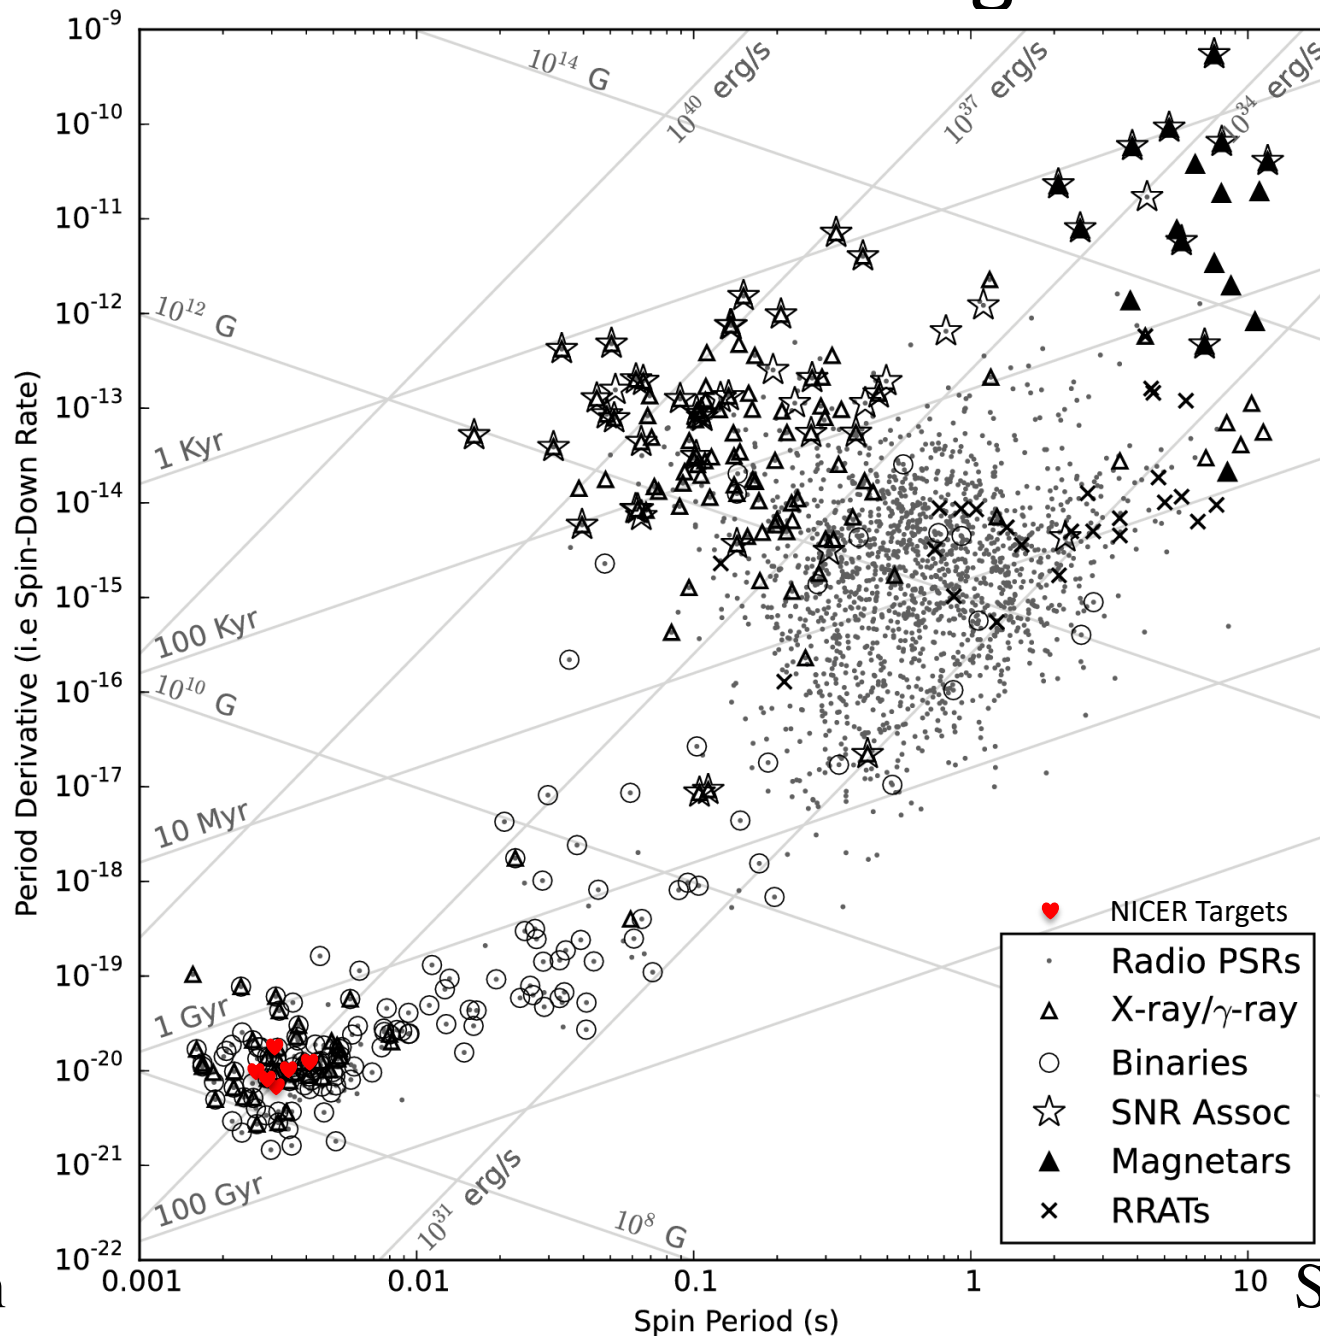 g
10^-9
10^-10
10^-11
10^-12
10^-13
10^-14
10^-15
10^-16
10^-17
10^-18
10^-19
10^-20
10^-21
10^-22
Period Derivative (i.e Spin-Down Rate)
10^14 G
10^40 erg/s
10^37 erg/s
10^34 erg/s
10^12 G
1 Kyr
100 Kyr
10^10 G
10 Myr
1 Gyr
100 Gyr
10^31 erg/s
10^8 G
NICER Targets
Radio PSRs
X-ray/γ-ray
Binaries
SNR Assoc
Magnetars
RRATs
0.001
0.01
0.1
1
10
Spin Period (s)